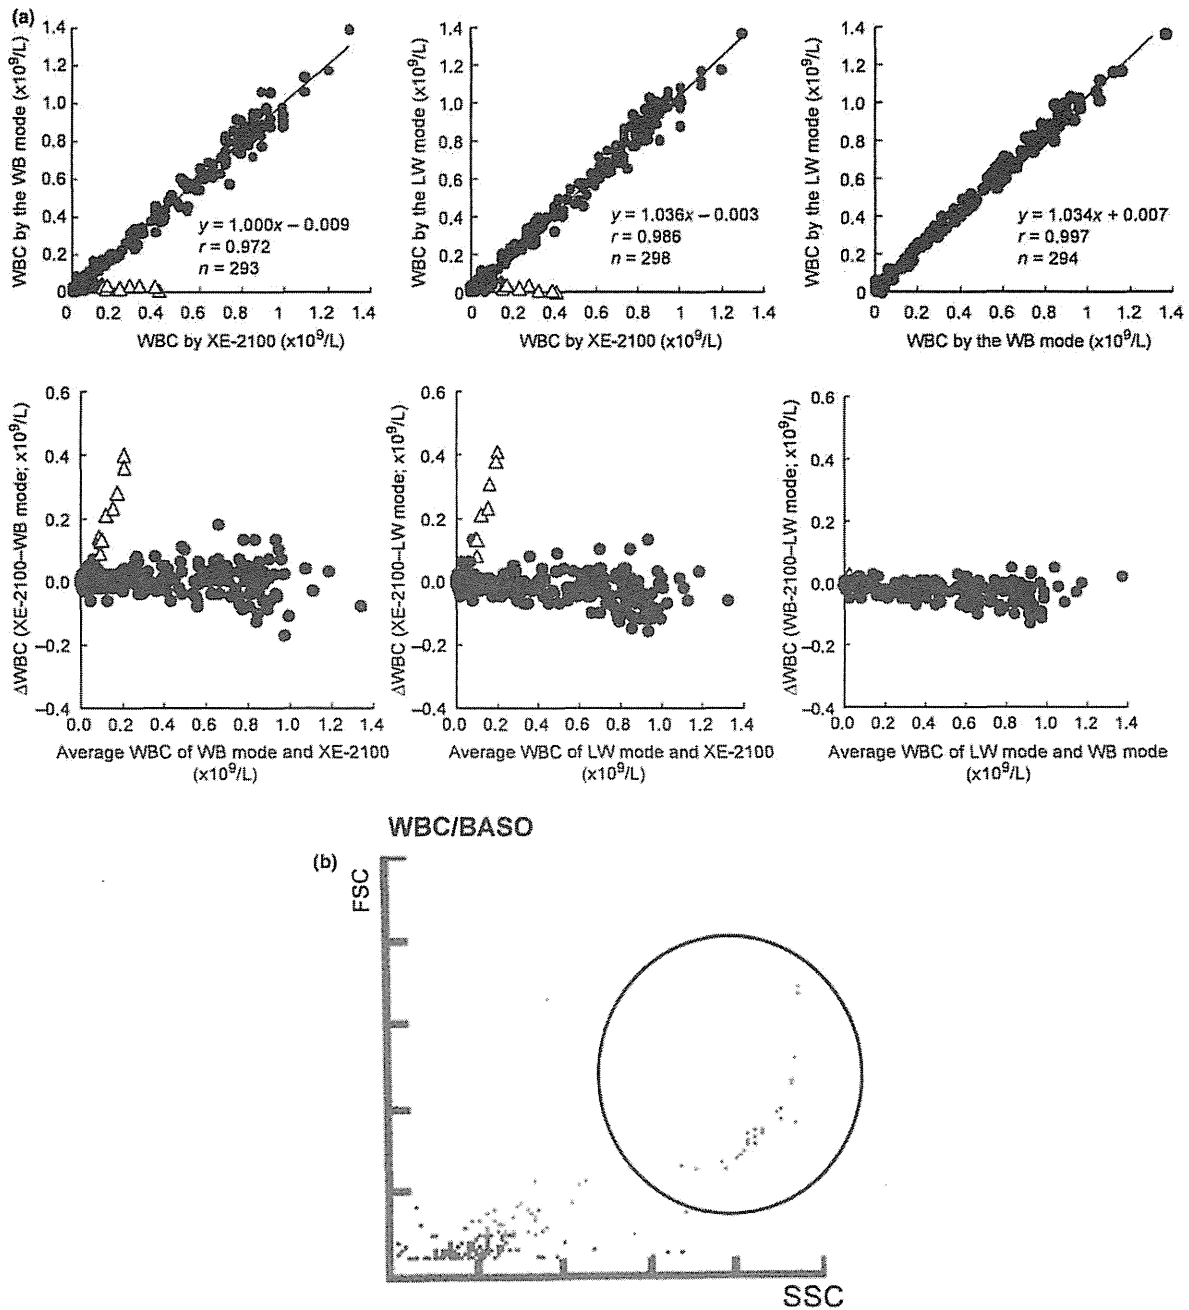 (a)
WBC by the WB mode (x10⁹/L)
1.4
1.2
1.0
0.8
0.6
0.4
0.2
0
y = 1.000x – 0.009
r = 0.972
n = 293
0 0.2 0.4 0.6 0.8 1 1.2 1.4
WBC by XE-2100 (x10⁹/L)
WBC by the LW mode (x10⁹/L)
1.4
1.2
1.0
0.8
0.6
0.4
0.2
0
y = 1.036x – 0.003
r = 0.986
n = 298
0 0.2 0.4 0.6 0.8 1 1.2 1.4
WBC by XE-2100 (x10⁹/L)
WBC by the LW mode (x10⁹/L)
1.4
1.2
1.0
0.8
0.6
0.4
0.2
0
y = 1.034x + 0.007
r = 0.997
n = 294
0 0.2 0.4 0.6 0.8 1 1.2 1.4
WBC by the WB mode (x10⁹/L)
ΔWBC (XE-2100–WB mode; x10⁹/L)
0.6
0.4
0.2
0.0
–0.2
–0.4
0.0 0.2 0.4 0.6 0.8 1.0 1.2 1.4
Average WBC of WB mode and XE-2100
(x10⁹/L)
ΔWBC (XE-2100–LW mode; x10⁹/L)
0.6
0.4
0.2
0.0
–0.2
–0.4
0.0 0.2 0.4 0.6 0.8 1.0 1.2 1.4
Average WBC of LW mode and XE-2100
(x10⁹/L)
ΔWBC (WB-2100–LW mode; x10⁹/L)
0.6
0.4
0.2
0.0
–0.2
–0.4
0.0 0.2 0.4 0.6 0.8 1.0 1.2 1.4
Average WBC of LW mode and WB mode
(x10⁹/L)
WBC/BASO
(b)
FSC
SSC